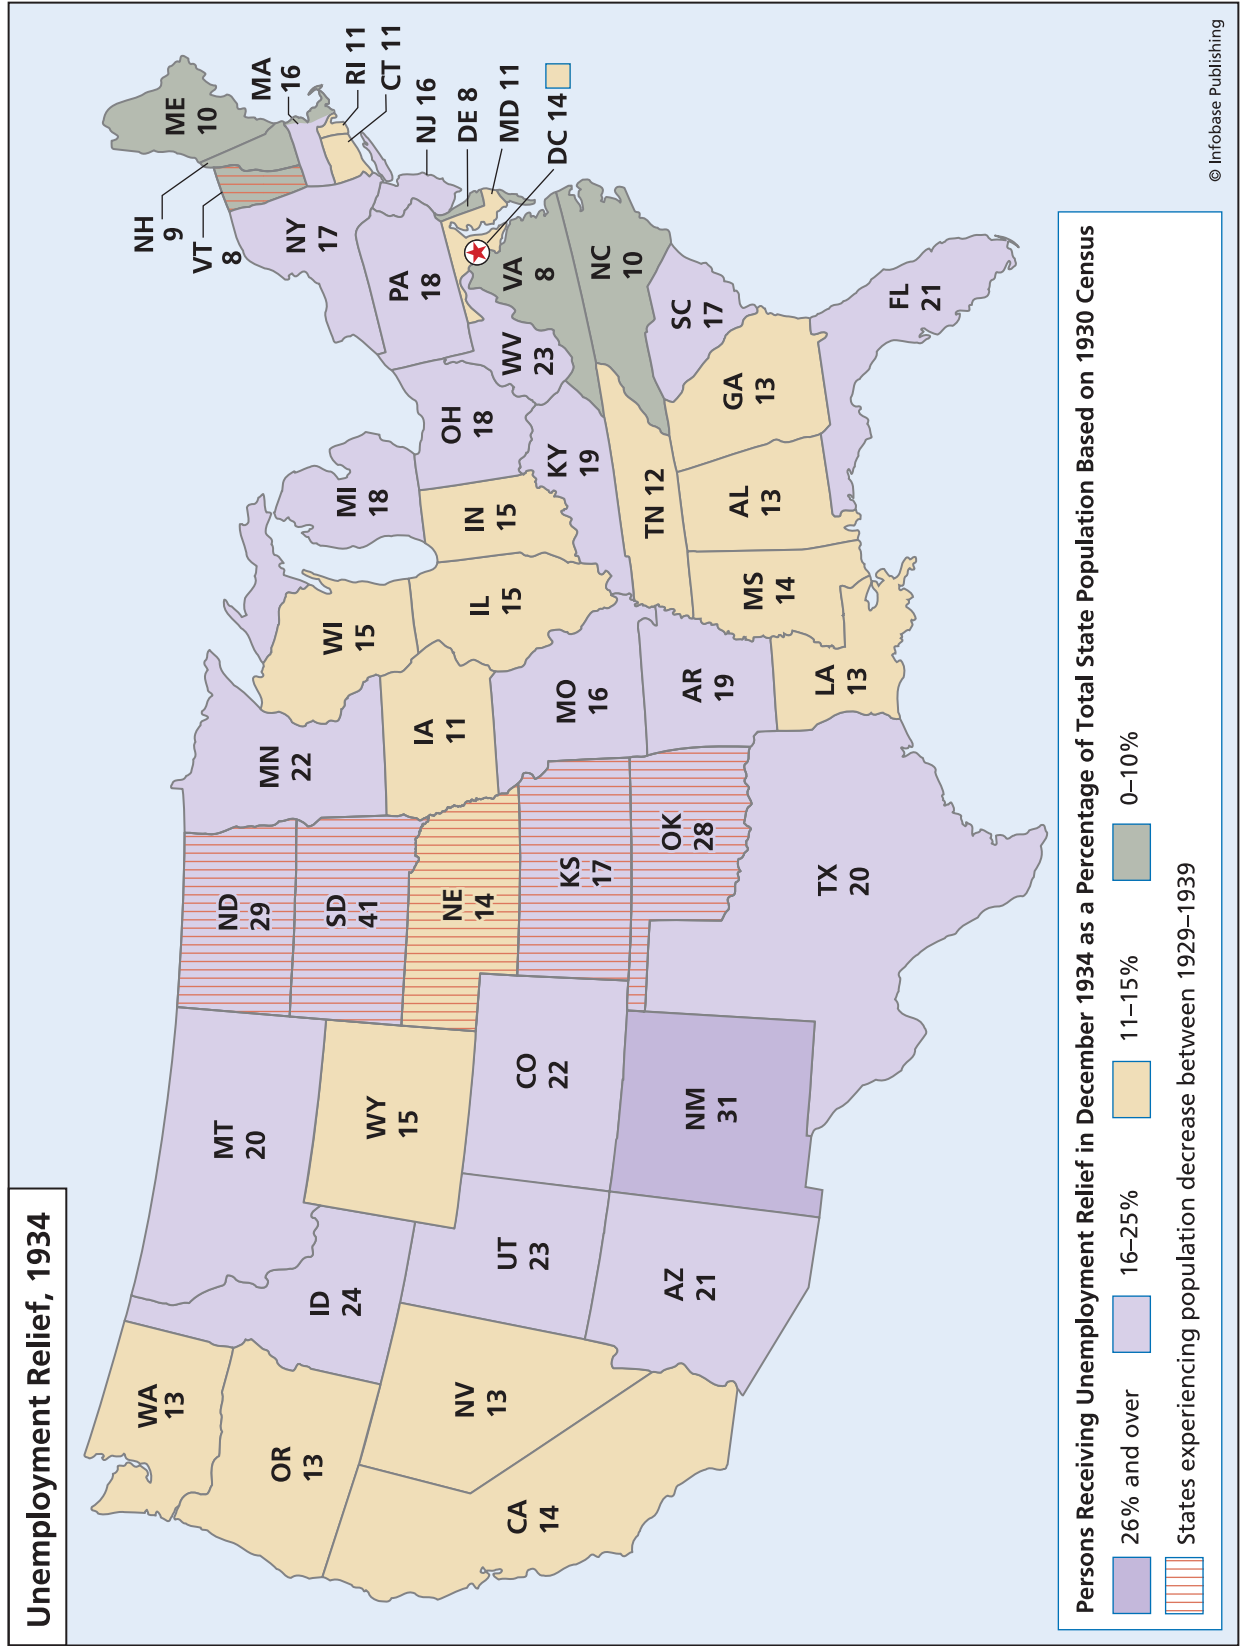 Unemployment Relief, 1934
WA
13
OR
13
CA
14
NV
13
ID
24
MT
20
WY
15
UT
23
AZ
21
CO
22
NM
31
ND
29
SD
41
NE
14
KS
17
OK
28
TX
20
MN
22
IA
11
MO
16
AR
19
LA
13
WI
15
IL
15
MS
14
MI
18
IN
15
KY
19
TN 12
AL
13
OH
18
WV
23
GA
13
FL
21
SC
17
NC
10
VA
8
PA
18
NY
17
VT
8
NH
9
ME
10
MA
16
RI 11
CT 11
NJ 16
DE 8
MD 11
DC 14
Persons Receiving Unemployment Relief in December 1934 as a Percentage of Total State Population Based on 1930 Census
26% and over
16–25%
11–15%
0–10%
States experiencing population decrease between 1929–1939
© Infobase Publishing